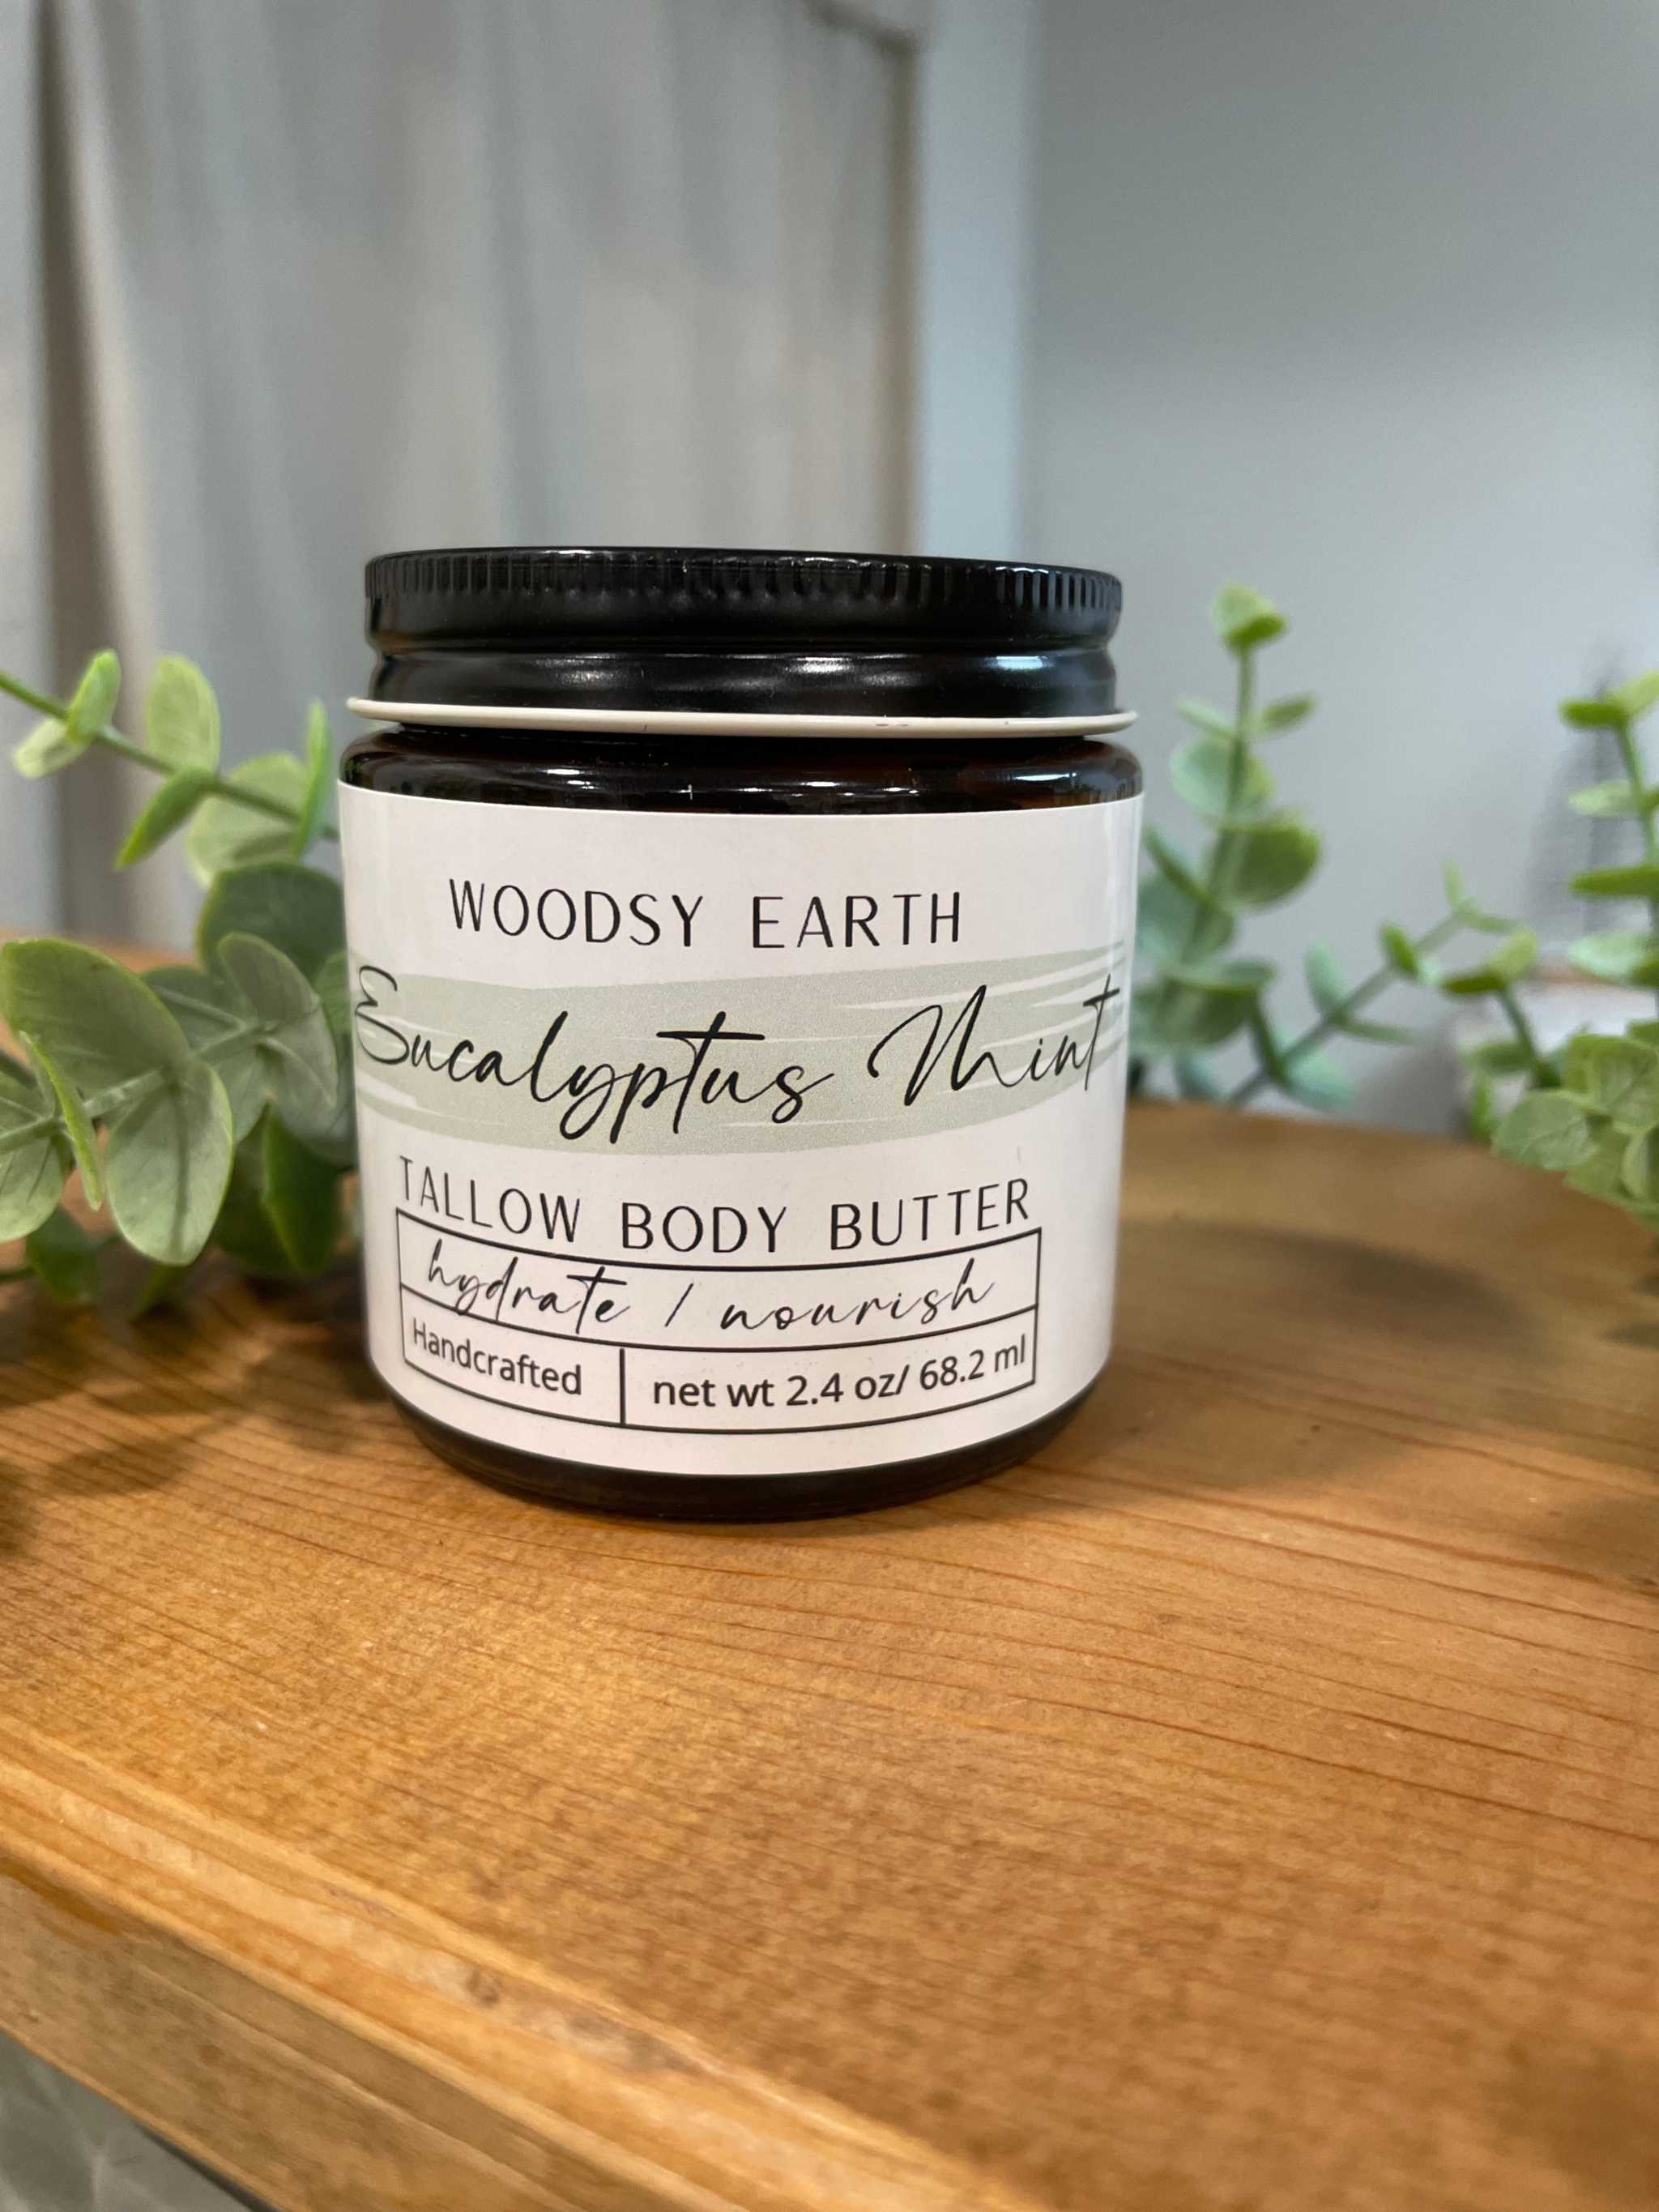 WOODSY EARTH
Eucalyptus Mint
TALLOW BODY BUTTER
hydrate / nourish
Handcrafted
net wt 2.4 oz/ 68.2 ml